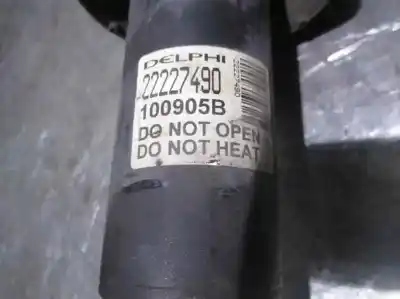 DELPHI
22227490
100905B
DO NOT OPEN
DO NOT HEAT